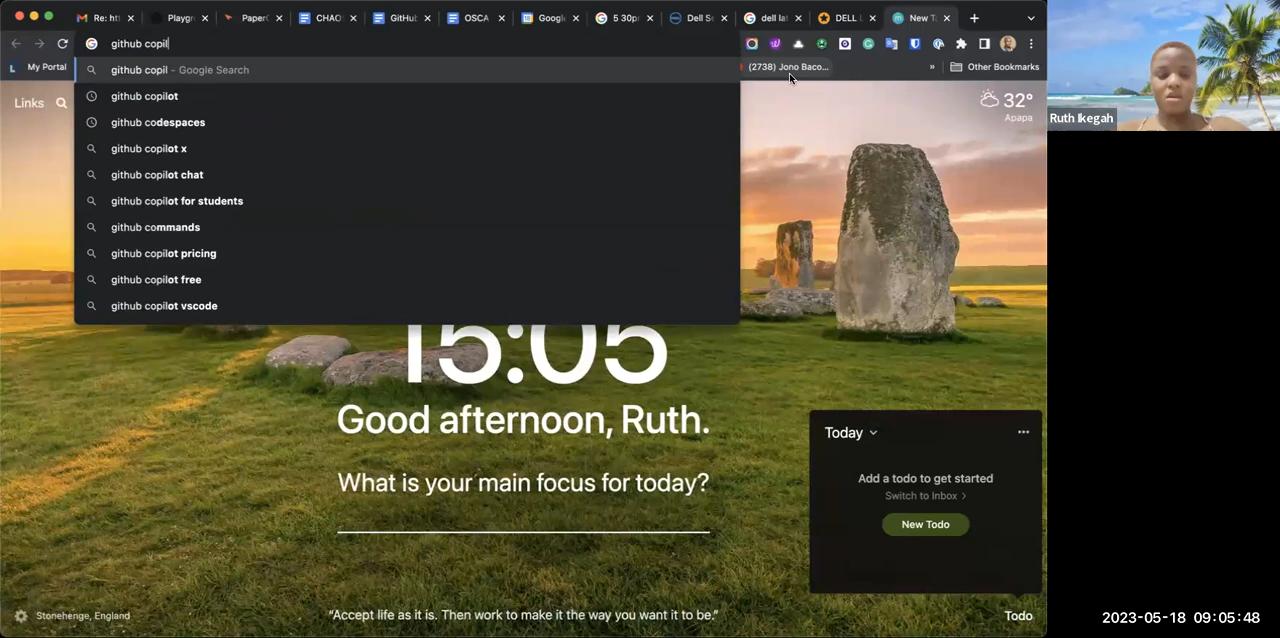 Re: htt
Playgr
PaperC
CHAOS
GitHub
OSCA
Google
5 30pm
Dell Se
dell lat
DELL L
New T
github copil
My Portal
(2738) Jono Baco...
»
Other Bookmarks
github copil - Google Search
github copilot
github codespaces
github copilot x
github copilot chat
github copilot for students
github commands
github copilot pricing
github copilot free
github copilot vscode
Links
32°
Apapa
Ruth Ikegah
15:05
Good afternoon, Ruth.
What is your main focus for today?
Today
Add a todo to get started
Switch to Inbox >
New Todo
Stonehenge, England
“Accept life as it is. Then work to make it the way you want it to be.”
Todo
2023-05-18 09:05:48